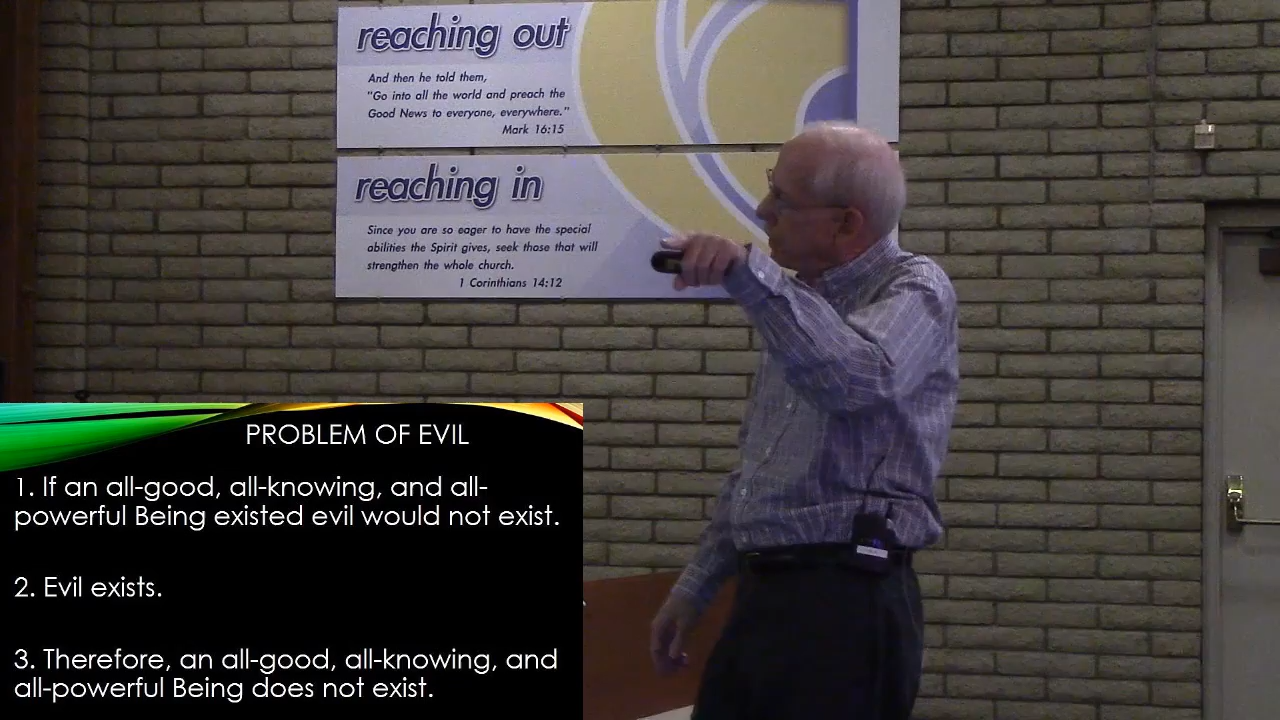 reaching out
And then he told them,
"Go into all the world and preach the
Good News to everyone, everywhere."
Mark 16:15
reaching in
Since you are so eager to have the special
abilities the Spirit gives, seek those that will
strengthen the whole church.
1 Corinthians 14:12
PROBLEM OF EVIL
1. If an all-good, all-knowing, and all-
powerful Being existed evil would not exist.
2. Evil exists.
3. Therefore, an all-good, all-knowing, and
all-powerful Being does not exist.